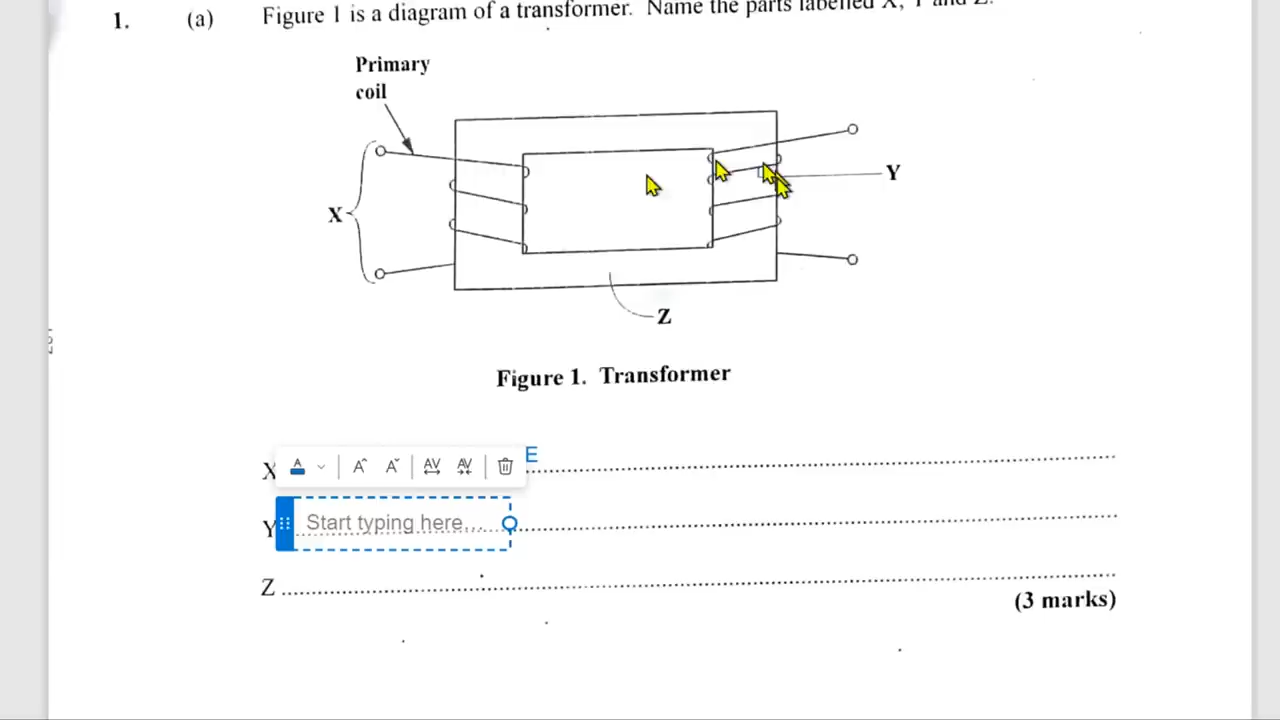 1. (a) Figure 1 is a diagram of a transformer. Name the parts labelled X, Y and Z.
Primary
coil
X
Y
Z
Figure 1. Transformer
X E
Y Start typing here...
Z
(3 marks)